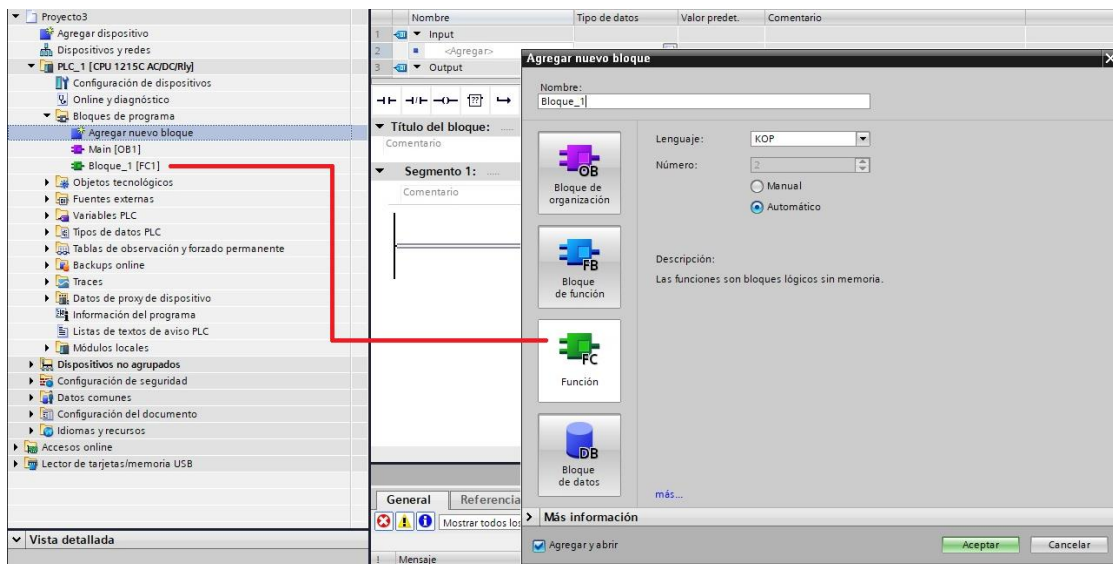 Proyecto3
Agregar dispositivo
Dispositivos y redes
PLC_1 [CPU 1215C AC/DC/Rly]
Configuración de dispositivos
Online y diagnóstico
Bloques de programa
Agregar nuevo bloque
Main [OB1]
Bloque_1 [FC1]
Objetos tecnológicos
Fuentes externas
Variables PLC
Tipos de datos PLC
Tablas de observación y forzado permanente
Backups online
Traces
Datos de proxy de dispositivo
Información del programa
Listas de textos de aviso PLC
Módulos locales
Dispositivos no agrupados
Configuración de seguridad
Datos comunes
Configuración del documento
Idiomas y recursos
Accesos online
Lector de tarjetas/memoria USB
Vista detallada
Nombre Tipo de datos Valor predet. Comentario
1 Input
2 <Agregar>
3 Output
??
Título del bloque: .....
Comentario
Segmento 1: .....
Comentario
General Referencia
Mostrar todos los
! Mensaje
Agregar nuevo bloque X
Nombre:
Bloque_1
OB
Bloque de
organización
FB
Bloque
de función
FC
Función
DB
Bloque
de datos
Lenguaje: KOP
Número: 2
Manual
Automático
Descripción:
Las funciones son bloques lógicos sin memoria.
más...
> Más información
Agregar y abrir
Aceptar Cancelar